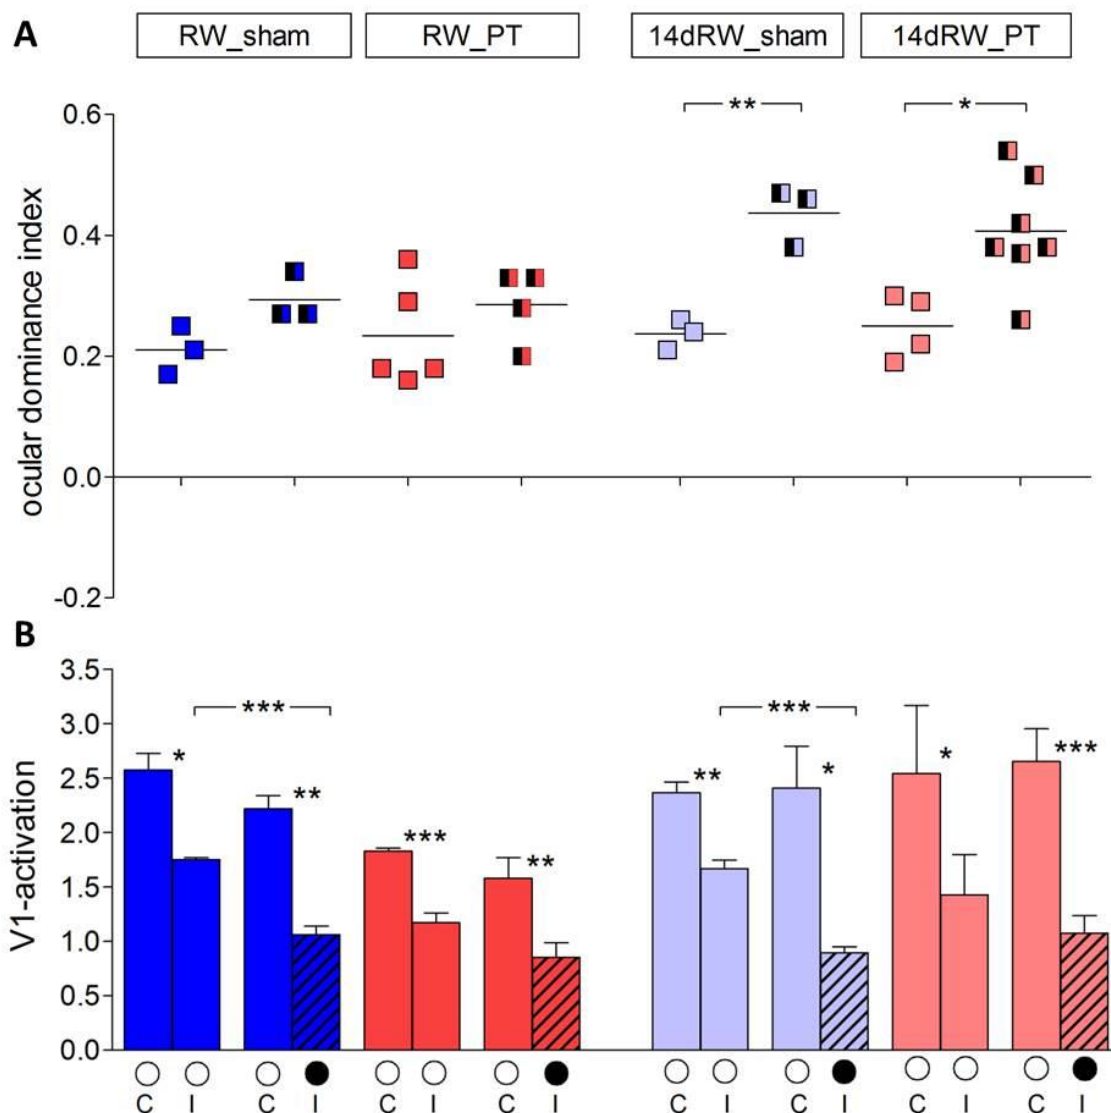 A
RW_sham RW_PT 14dRW_sham 14dRW_PT
** *
0.6
0.4
0.2
0.0
-0.2
ocular dominance index
B
3.5
3.0
2.5
2.0
1.5
1.0
0.5
0.0
V1-activation
*** ***
* ** *** ** ** * * ***
C I C I C I C I C I C I C I C I